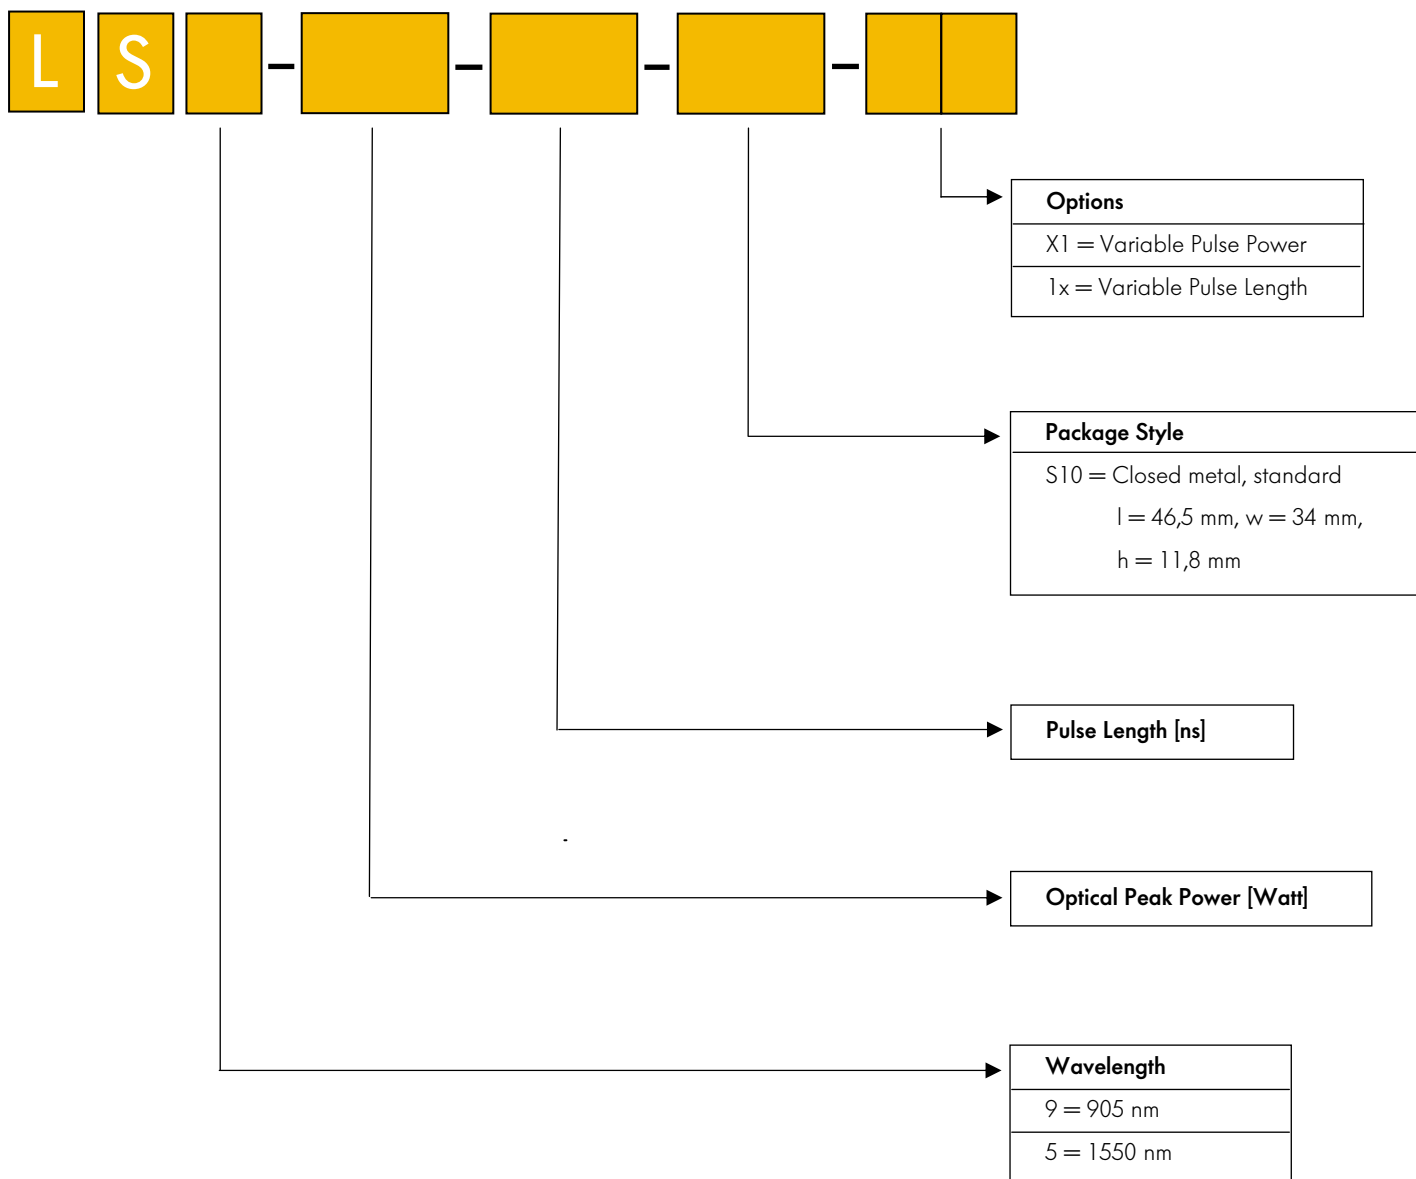 L S - - - -
Options
X1 = Variable Pulse Power
1x = Variable Pulse Length
Package Style
S10 = Closed metal, standard
l = 46,5 mm, w = 34 mm,
h = 11,8 mm
Pulse Length [ns]
-
Optical Peak Power [Watt]
Wavelength
9 = 905 nm
5 = 1550 nm